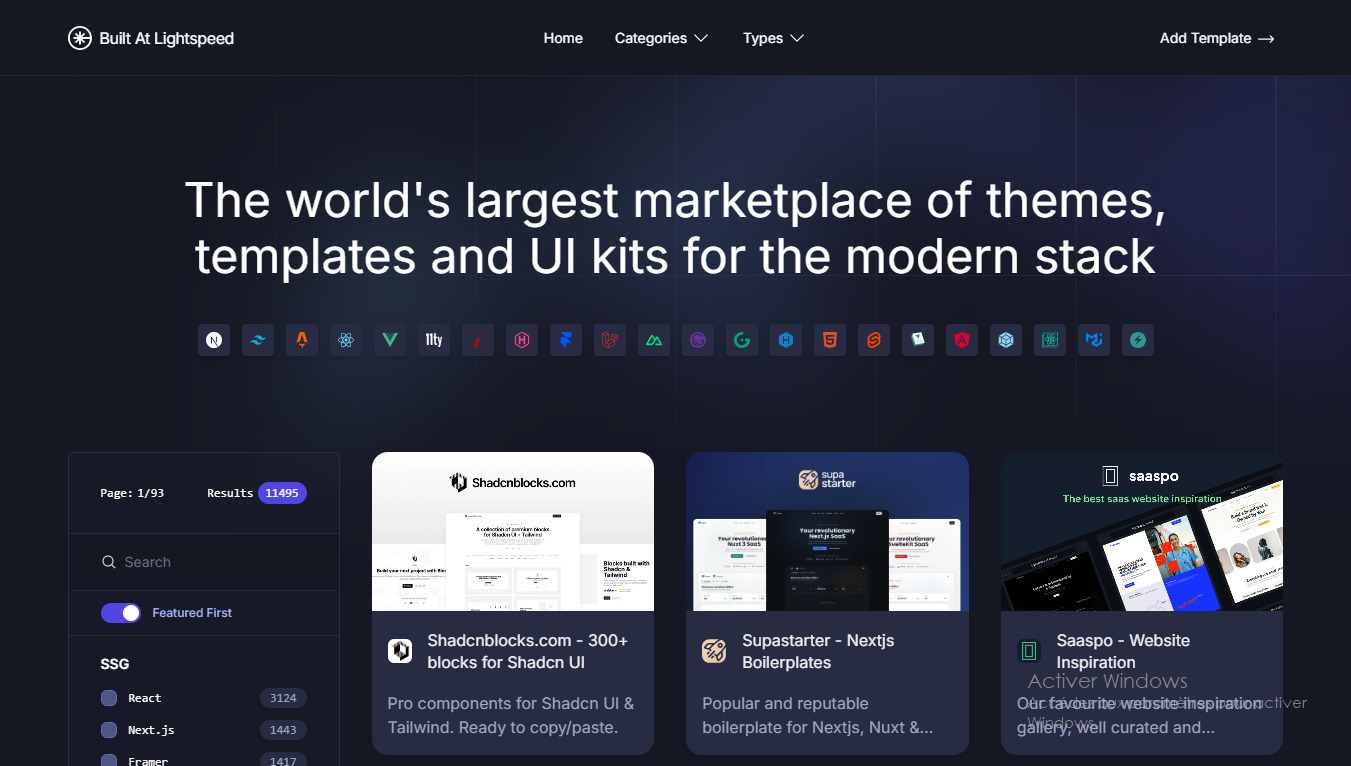 Built At Lightspeed
Home
Categories
Types
Add Template
The world's largest marketplace of themes,
templates and UI kits for the modern stack
11ty
Page: 1/93
Results 11495
Search
Featured First
SSG
React 3124
Next.js 1443
Framer 1417
Shadcnblocks.com
A collection of premium blocks
for Shadcn UI + Tailwind
Build your next project with Bloc
Blocks built with
Shadcn &
Tailwind
Shadcnblocks.com - 300+
blocks for Shadcn UI
Pro components for Shadcn UI &
Tailwind. Ready to copy/paste.
supa
starter
Your revolutionary
Nuxt 3 SaaS
Your revolutionary
Next.js SaaS
Your revolutionary
SvelteKit SaaS
Supastarter - Nextjs
Boilerplates
Popular and reputable
boilerplate for Nextjs, Nuxt &...
saaspo
The best saas website inspiration
Saaspo - Website
Inspiration
Our favourite website inspiration
gallery, well curated and...
Activer Windows
activer
Windows.